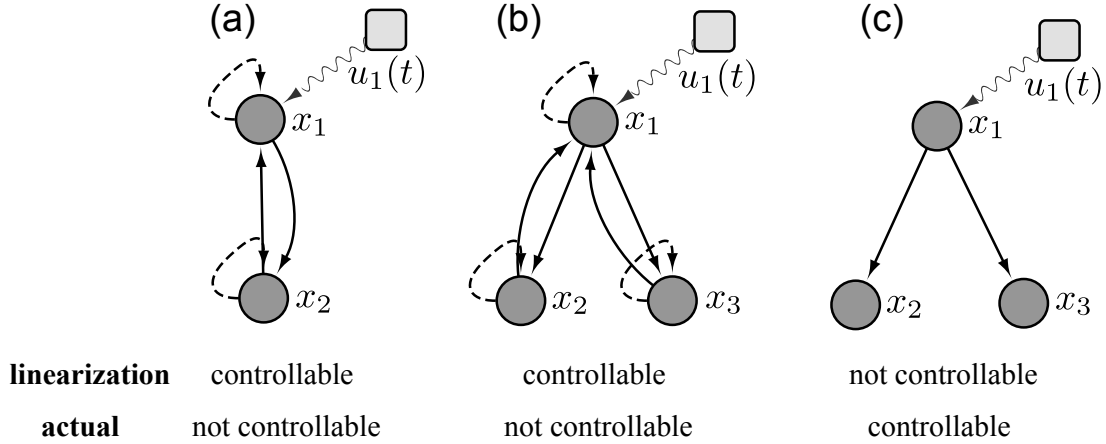 (a) (b) (c)
u₁(t) u₁(t) u₁(t)
x₁ x₁ x₁
x₂ x₂ x₃ x₂ x₃
linearization controllable controllable not controllable
actual not controllable not controllable controllable